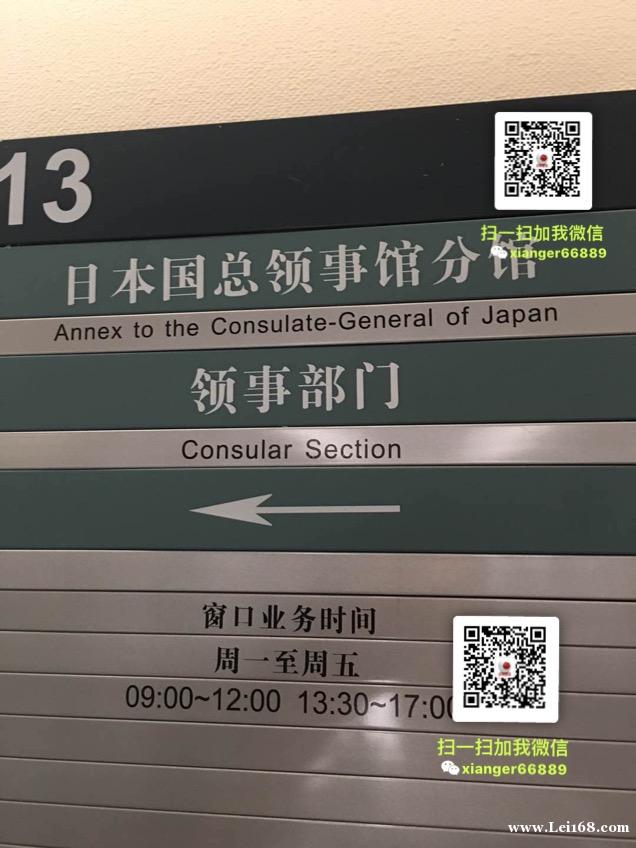 13
扫一扫加我微信
xianger66889
日本国总领事馆分馆
Annex to the Consulate-General of Japan
领事部门
Consular Section
窗口业务时间
周一至周五
09:00~12:00 13:30~17:00
扫一扫加我微信
xianger66889
www.Lei168.com